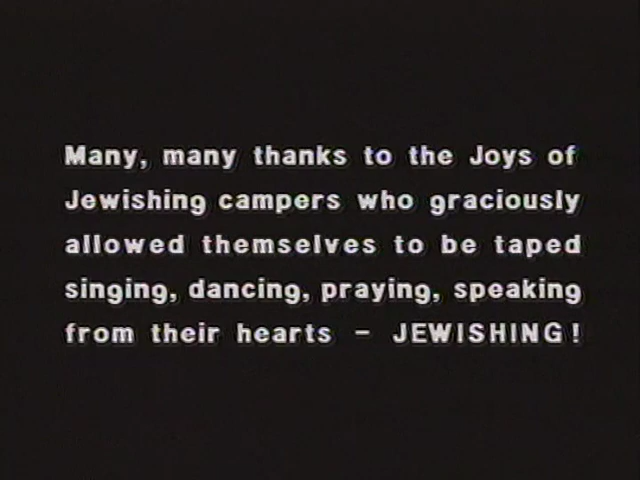 Many, many thanks to the Joys of
Jewishing campers who graciously
allowed themselves to be taped
singing, dancing, praying, speaking
from their hearts - JEWISHING!